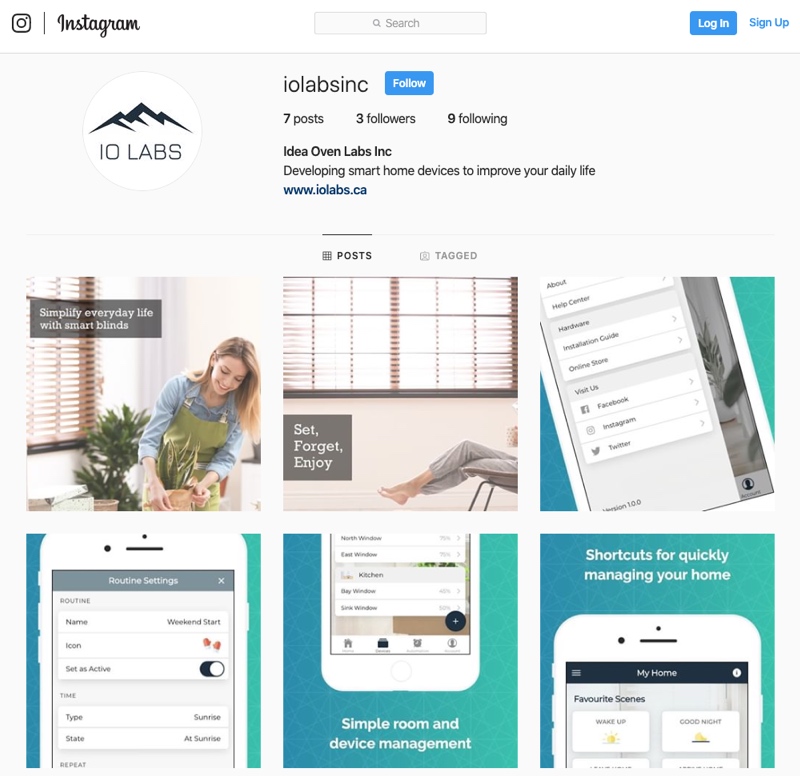 Instagram
Search
Log In
Sign Up
IO LABS
iolabsinc
Follow
7 posts 3 followers 9 following
Idea Oven Labs Inc
Developing smart home devices to improve your daily life
www.iolabs.ca
POSTS
TAGGED
Simplify everyday life
with smart blinds
Set,
Forget,
Enjoy
About
Help Center
Hardware
Installation Guide
Online Store
Visit Us
Facebook
Instagram
Twitter
Version 1.0.0
Account
Routine Settings
ROUTINE
Name Weekend Start
Icon
Set as Active
TIME
Type Sunrise
State At Sunrise
REPEAT
North Window 75%
East Window 75%
Kitchen
Bay Window 45%
Sink Window 50%
Simple room and
device management
Shortcuts for quickly
managing your home
My Home
Favourite Scenes
WAKE UP
GOOD NIGHT